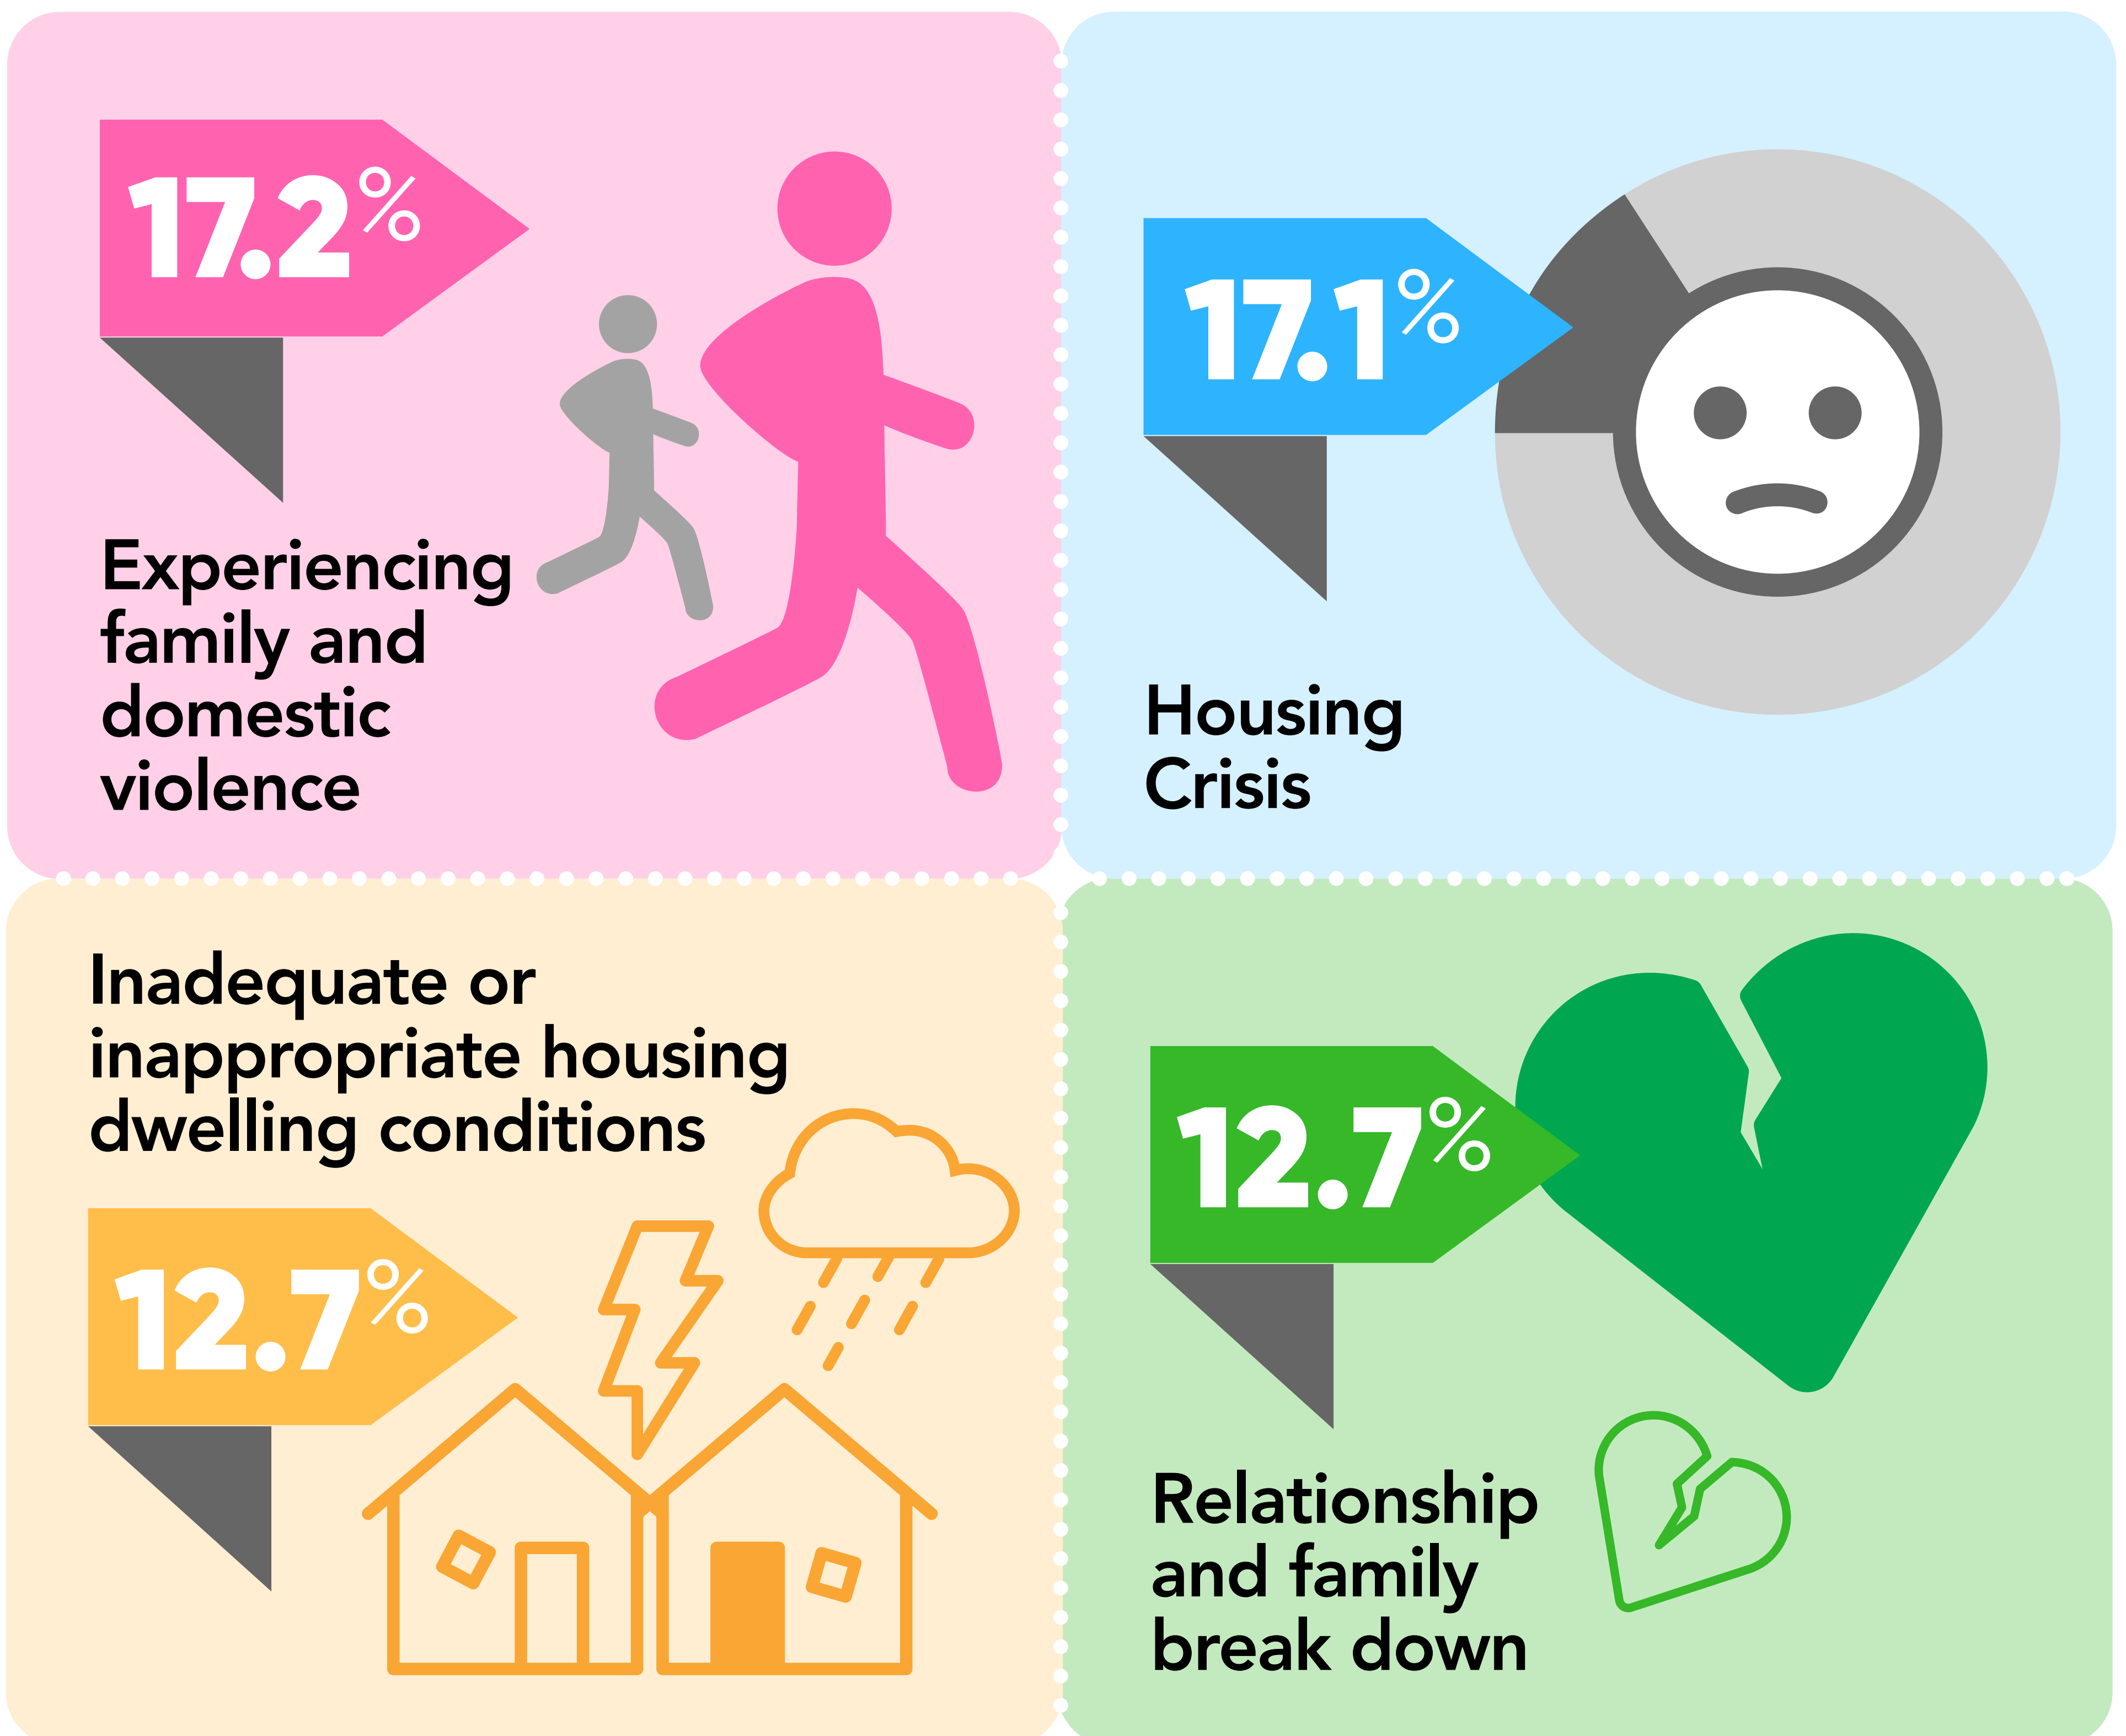 17.2%
Experiencing
family and
domestic
violence
17.1%
Housing
Crisis
Inadequate or
inappropriate housing
dwelling conditions
12.7%
12.7%
Relationship
and family
break down